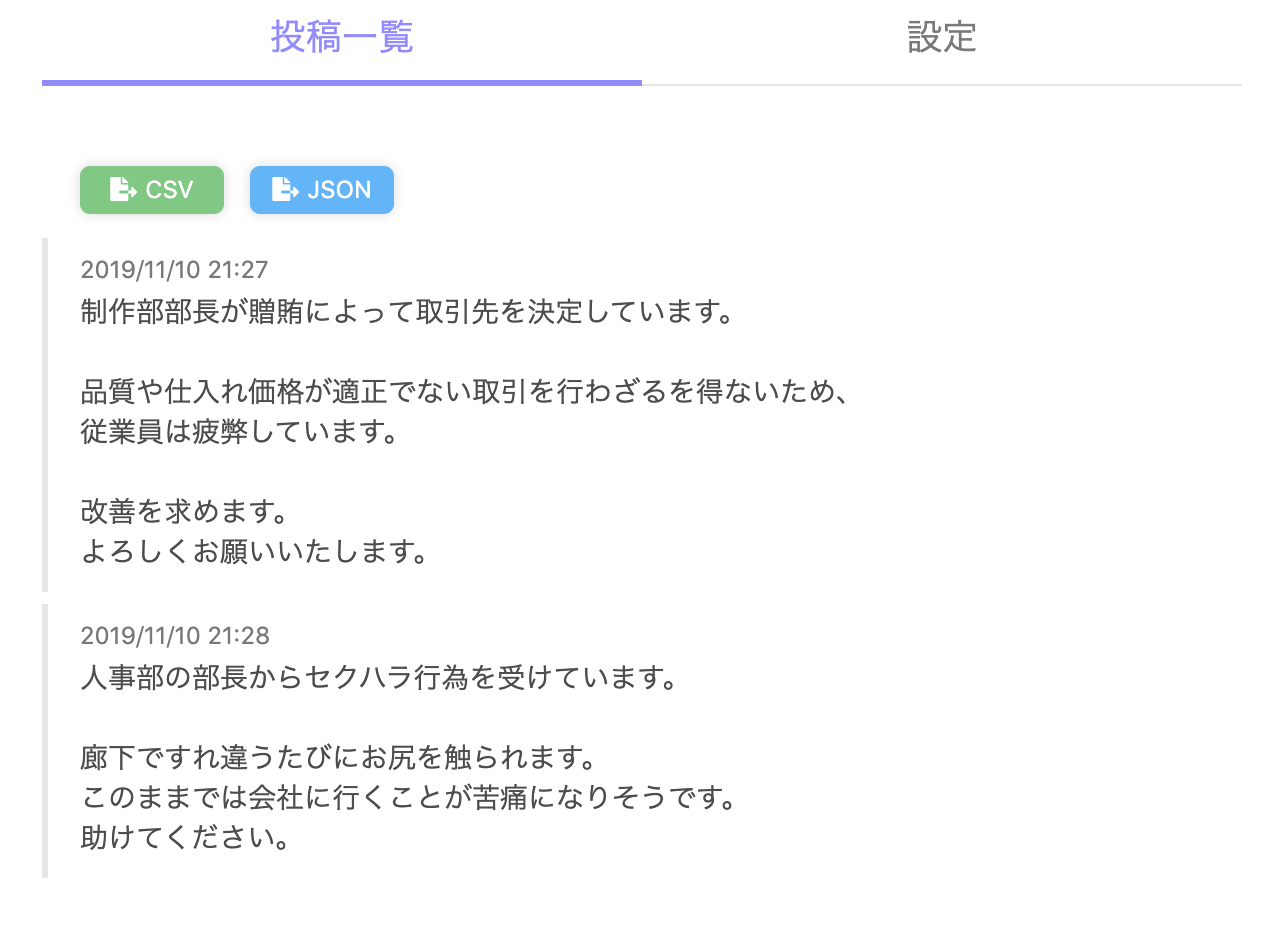 投稿一覧
設定
CSV
JSON
2019/11/10 21:27
制作部部長が贈賄によって取引先を決定しています。
品質や仕入れ価格が適正でない取引を行わざるを得ないため、
従業員は疲弊しています。
改善を求めます。
よろしくお願いいたします。
2019/11/10 21:28
人事部の部長からセクハラ行為を受けています。
廊下ですれ違うたびにお尻を触られます。
このままでは会社に行くことが苦痛になりそうです。
助けてください。